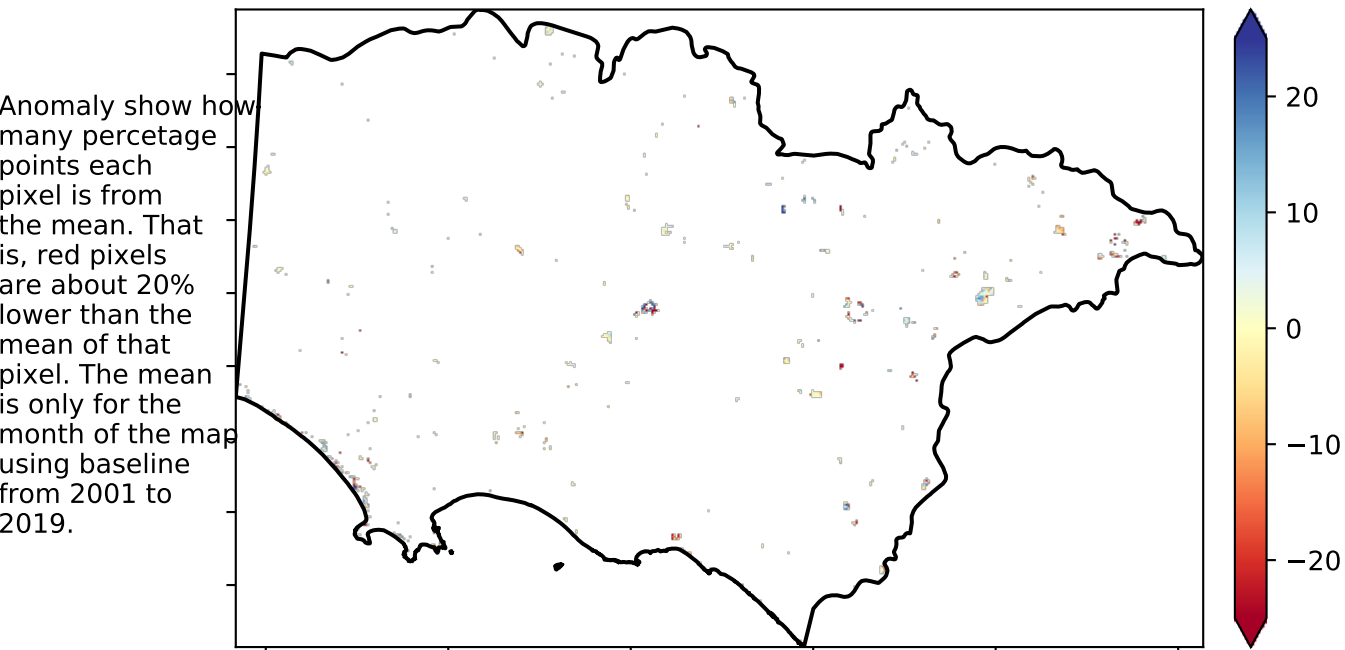 Anomaly show how
many percetage
points each
pixel is from
the mean. That
is, red pixels
are about 20%
lower than the
mean of that
pixel. The mean
is only for the
month of the map
using baseline
from 2001 to
2019.
20
10
0
−10
−20